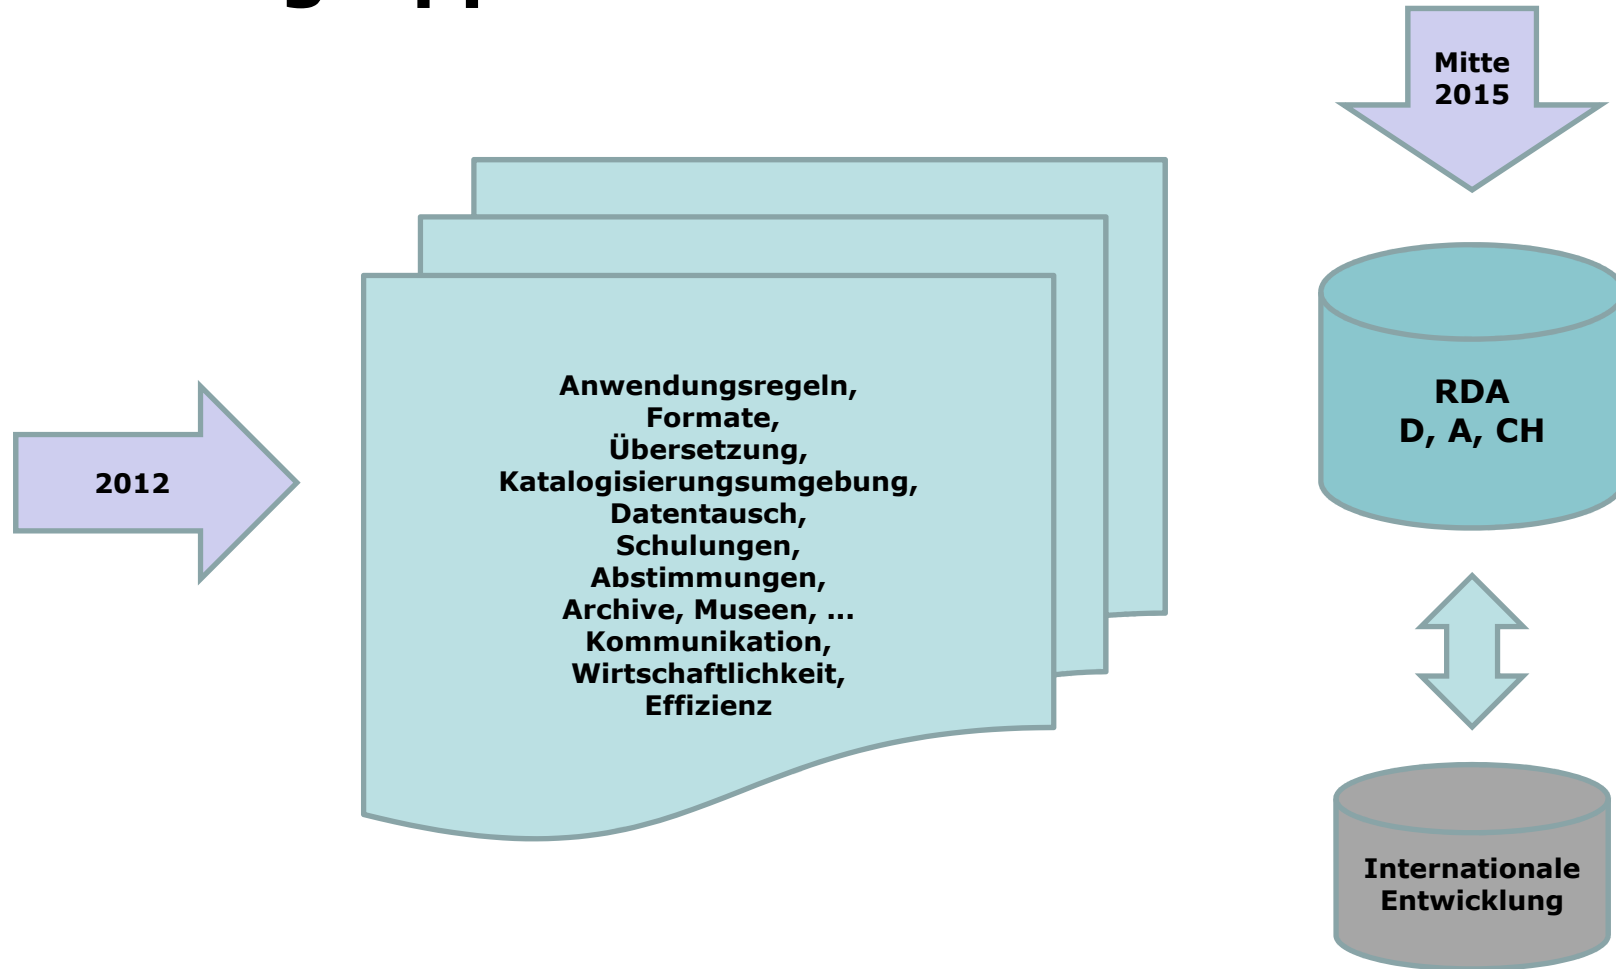 2012
Anwendungsregeln,
Formate,
Übersetzung,
Katalogisierungsumgebung,
Datentausch,
Schulungen,
Abstimmungen,
Archive, Museen, ...
Kommunikation,
Wirtschaftlichkeit,
Effizienz
Mitte
2015
RDA
D, A, CH
Internationale
Entwicklung